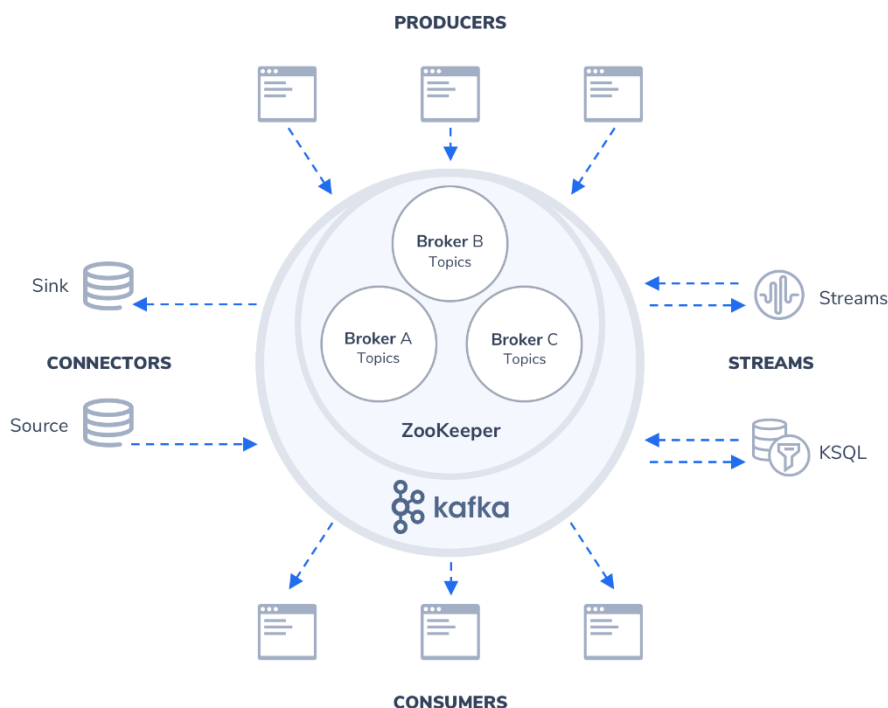 PRODUCERS
Broker B
Topics
Sink
Streams
Broker A
Topics
Broker C
Topics
CONNECTORS
STREAMS
Source
ZooKeeper
KSQL
kafka
CONSUMERS